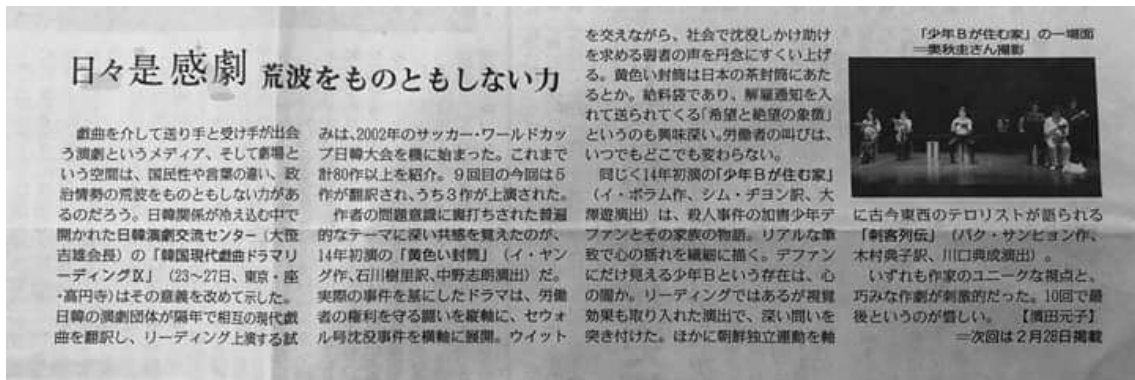 日々是感劇 荒波をものともしない力
戯曲を介して送り手と受け手が出会
う演劇というメディア、そして劇場と
いう空間は、国民性や言葉の違い、政
治情勢の荒波をものともしない力があ
るのだろう。日韓関係が冷え込む中で
開かれた日韓演劇交流センター（大笹
吉雄会長）の「韓国現代戯曲ドラマリ
ーディングⅨ」（23～27日、東京・座
・高円寺）はその意義を改めて示した。
日韓の演劇団体が隔年で相互の現代戯
曲を翻訳し、リーディング上演する試
みは、2002年のサッカー・ワールドカッ
プ日韓大会を機に始まった。これまで
計80作以上を紹介。９回目の今回は５
作が翻訳され、うち３作が上演された。
作者の問題意識に裏打ちされた普遍
的なテーマに深い共感を覚えたのが、
14年初演の「黄色い封筒」（イ・ヤン
グ作、石川樹里訳、中野志朗演出）だ。
実際の事件を基にしたドラマは、労働
者の権利を守る闘いを縦軸に、セウォ
ル号沈没事件を横軸に展開。ウイット
を交えながら、社会で沈没しかけ助け
を求める弱者の声を丹念にすくい上げ
る。黄色い封筒は日本の茶封筒にあた
るとか。給料袋であり、解雇通知を入
れて送られてくる「希望と絶望の象徴」
というのも興味深い。労働者の叫びは、
いつでもどこでも変わらない。
同じく14年初演の「少年Ｂが住む家」
（イ・ボラム作、シム・ヂヨン訳、大
澤遊演出）は、殺人事件の加害少年デ
ファンとその家族の物語。リアルな筆
致で心の揺れを繊細に描く。デファン
にだけ見える少年Ｂという存在は、心
の闇か。リーディングではあるが視覚
効果も取り入れた演出で、深い問いを
突き付けた。ほかに朝鮮独立運動を軸
「少年Ｂが住む家」の一場面
＝奥秋圭さん撮影
に古今東西のテロリストが語られる
「刺客列伝」（パク・サンヒョン作、
木村典子訳、川口典成演出）。
いずれも作家のユニークな視点と、
巧みな作劇が刺激的だった。10回で最
後というのが惜しい。【濱田元子】
＝次回は２月28日掲載